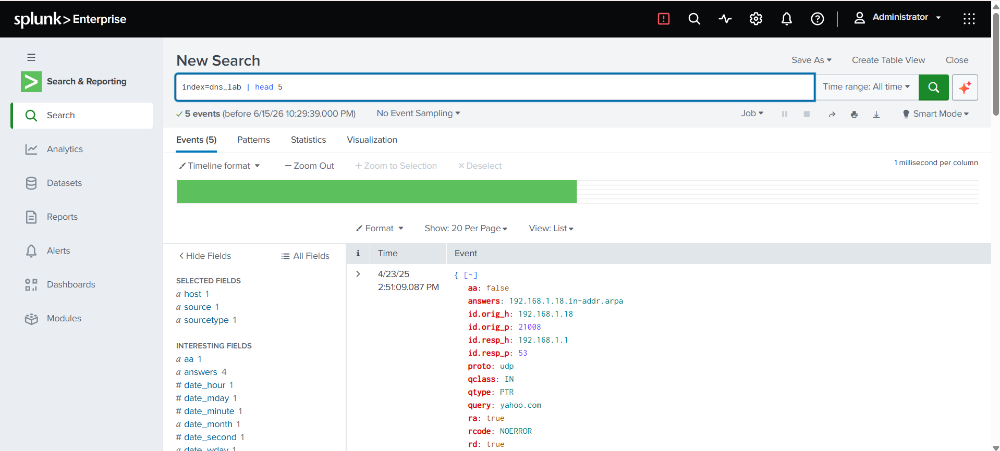 splunk> Enterprise
Administrator
Search & Reporting
Search
Analytics
Datasets
Reports
Alerts
Dashboards
Modules
New Search
Save As
Create Table View
Close
index=dns_lab | head 5
Time range: All time
✓ 5 events (before 6/15/26 10:29:39.000 PM)
No Event Sampling
Job
Smart Mode
Events (5)
Patterns
Statistics
Visualization
Timeline format
— Zoom Out
+ Zoom to Selection
× Deselect
1 millisecond per column
Format
Show: 20 Per Page
View: List
< Hide Fields
All Fields
SELECTED FIELDS
a host 1
a source 1
a sourcetype 1
INTERESTING FIELDS
a aa 1
a answers 4
# date_hour 1
# date_mday 1
# date_minute 1
a date_month 1
# date_second 1
a date_wday 1
i
Time
Event
4/23/25
2:51:09.087 PM
{ [-]
aa: false
answers: 192.168.1.18.in-addr.arpa
id.orig_h: 192.168.1.18
id.orig_p: 21008
id.resp_h: 192.168.1.1
id.resp_p: 53
proto: udp
qclass: IN
qtype: PTR
query: yahoo.com
ra: true
rcode: NOERROR
rd: true